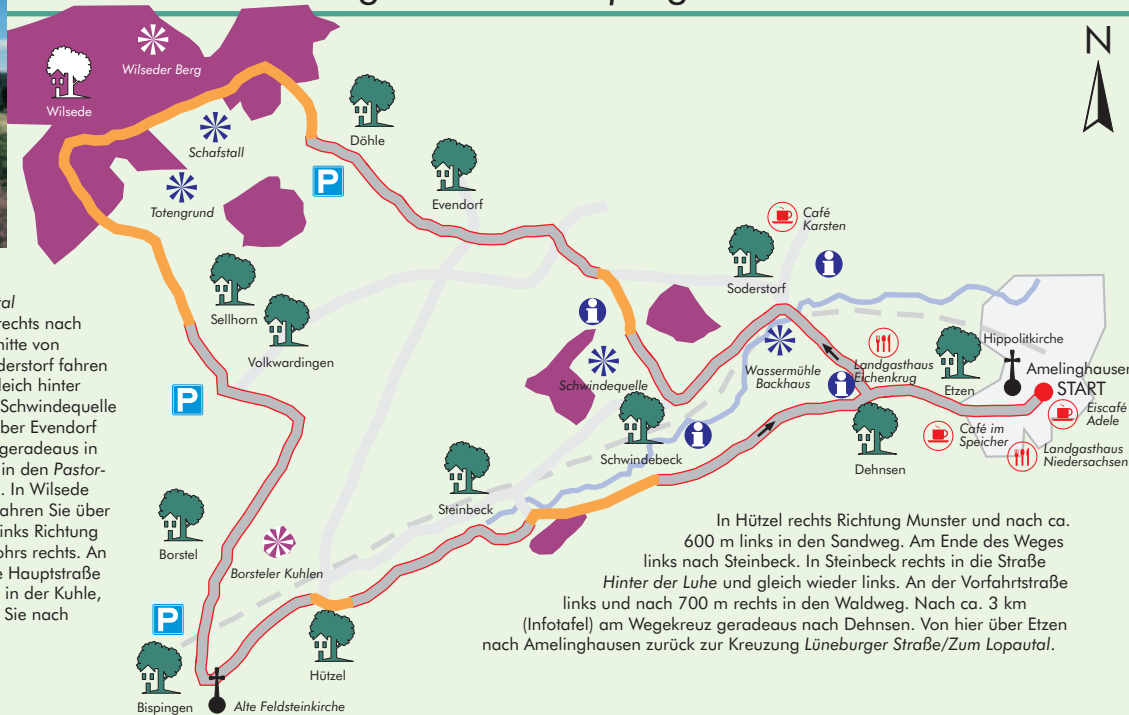 N
Wilseder Berg
Wilsede
Schafstall
Döhle
P
Totengrund
Evendorf
Café
Karsten
Sellhorn
Soderstorf
Volkwardingen
Hippolitkirche
Landgasthaus
Eichenkrug
Wassermühle
Backhaus
Etzen
Amelinghausen
START
Schwindequelle
Eiscafé
Adele
P
Café im
Speicher
Landgasthaus
Niedersachsen
Schwindebeck
Dehnsen
Steinbeck
Borstel
Borsteler Kuhlen
P
Hützel
Bispingen
Alte Feldsteinkirche
tal
rechts nach
nitte von
derstorf fahren
leich hinter
Schwindequelle
ber Evendorf
geradeaus in
in den Pastor-
. In Wilsede
ahren Sie über
inks Richtung
ohrs rechts. An
e Hauptstraße
in der Kuhle,
Sie nach
In Hützel rechts Richtung Munster und nach ca.
600 m links in den Sandweg. Am Ende des Weges
links nach Steinbeck. In Steinbeck rechts in die Straße
Hinter der Luhe und gleich wieder links. An der Vorfahrtstraße
links und nach 700 m rechts in den Waldweg. Nach ca. 3 km
(Infotafel) am Wegekreuz geradeaus nach Dehnsen. Von hier über Etzen
nach Amelinghausen zurück zur Kreuzung Lüneburger Straße/Zum Lopautal.